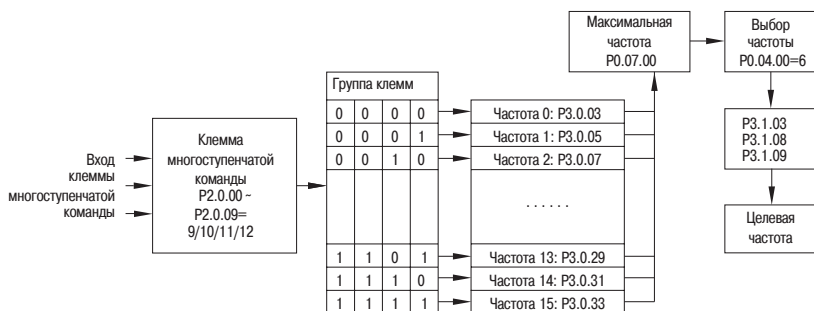 Вход
клеммы
многоступенчатой
команды
Клемма
многоступенчатой
команды
P2.0.00 ~
P2.0.09=
9/10/11/12
Группа клемм
0 0 0 0
0 0 0 1
0 0 1 0
1 1 0 1
1 1 1 0
1 1 1 1
Частота 0: P3.0.03
Частота 1: P3.0.05
Частота 2: P3.0.07
......
Частота 13: P3.0.29
Частота 14: P3.0.31
Частота 15: P3.0.33
Максимальная
частота
P0.07.00
Выбор
частоты
P0.04.00=6
P3.1.03
P3.1.08
P3.1.09
Целевая
частота